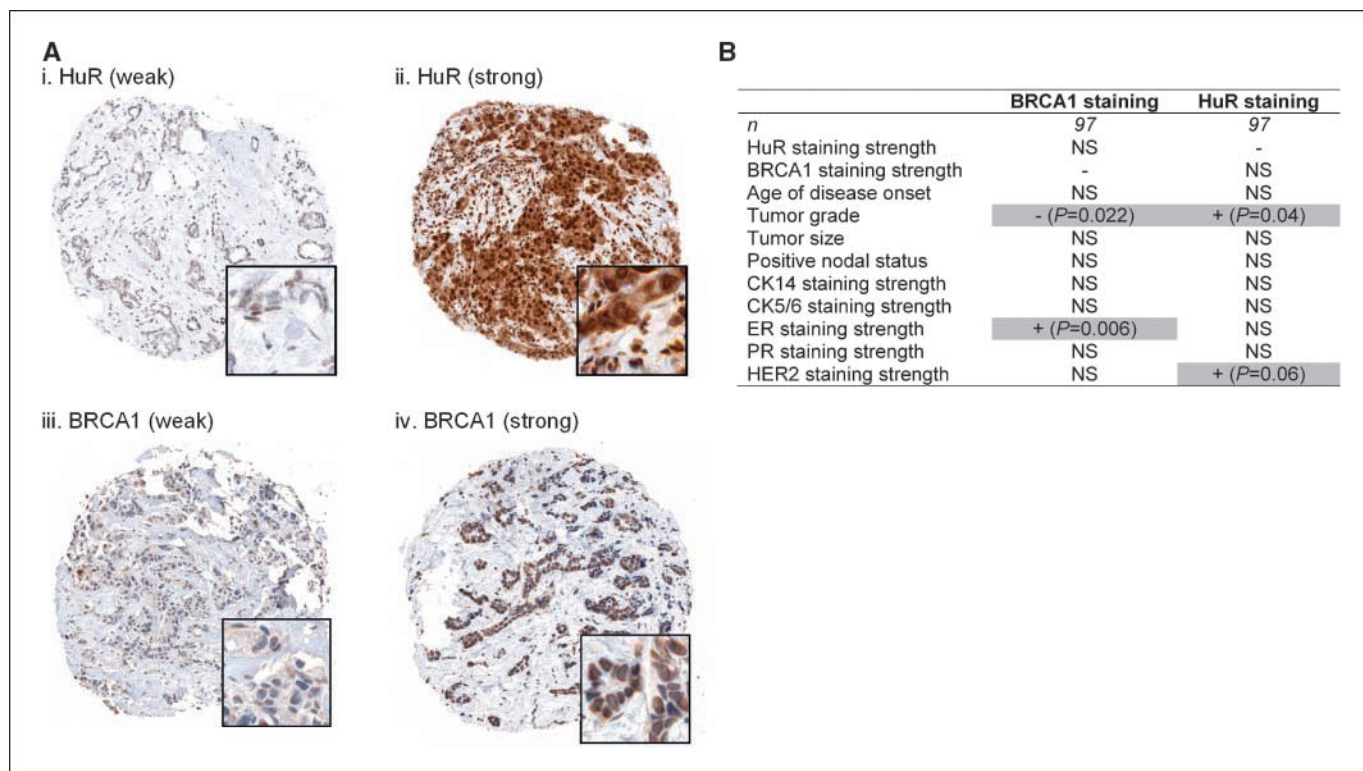 A
i. HuR (weak)
ii. HuR (strong)
iii. BRCA1 (weak)
iv. BRCA1 (strong)
B
BRCA1 staining HuR staining
n 97 97
HuR staining strength NS -
BRCA1 staining strength - NS
Age of disease onset NS NS
Tumor grade - (P=0.022) + (P=0.04)
Tumor size NS NS
Positive nodal status NS NS
CK14 staining strength NS NS
CK5/6 staining strength NS NS
ER staining strength + (P=0.006) NS
PR staining strength NS NS
HER2 staining strength NS + (P=0.06)